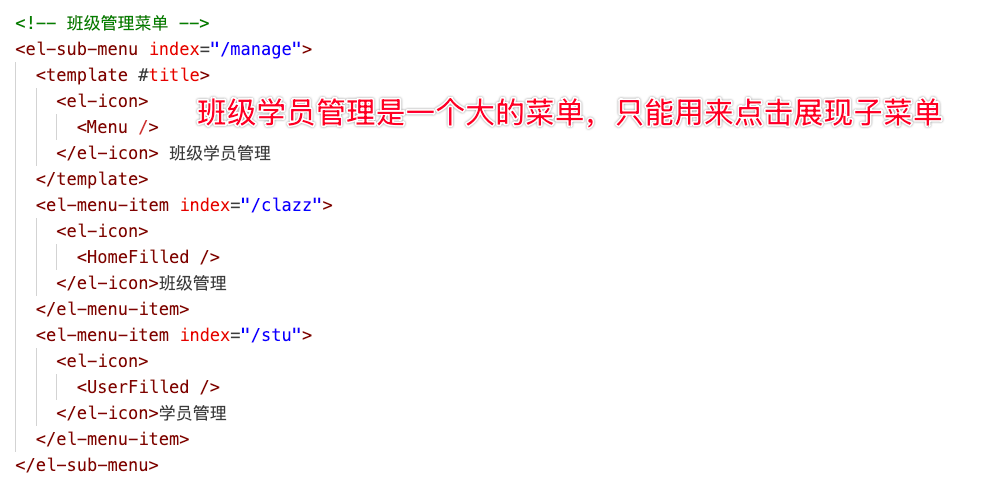 <!-- 班级管理菜单 -->
<el-sub-menu index="/manage">
<template #title>
<el-icon>
班级学员管理是一个大的菜单，只能用来点击展现子菜单
<Menu />
</el-icon> 班级学员管理
</template>
<el-menu-item index="/clazz">
<el-icon>
<HomeFilled />
</el-icon>班级管理
</el-menu-item>
<el-menu-item index="/stu">
<el-icon>
<UserFilled />
</el-icon>学员管理
</el-menu-item>
</el-sub-menu>